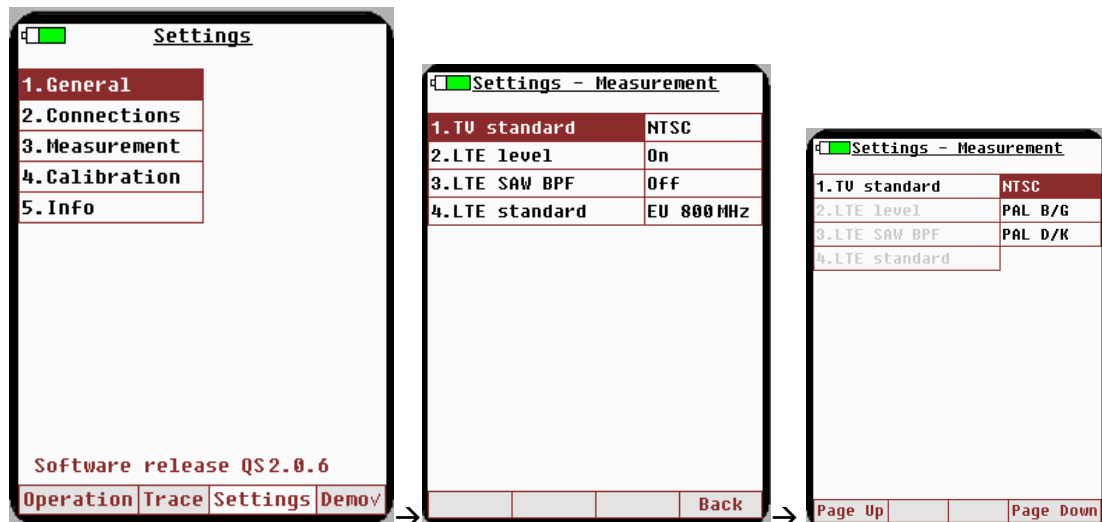 Settings
1.General
2.Connections
3.Measurement
4.Calibration
5.Info
Software release QS2.0.6
Operation Trace Settings Demo√
→
Settings - Measurement
1.TV standard NTSC
2.LTE level On
3.LTE SAW BPF Off
4.LTE standard EU 800MHz
Back
→
Settings - Measurement
1.TV standard NTSC
2.LTE level PAL B/G
3.LTE SAW BPF PAL D/K
4.LTE standard
Page Up Page Down